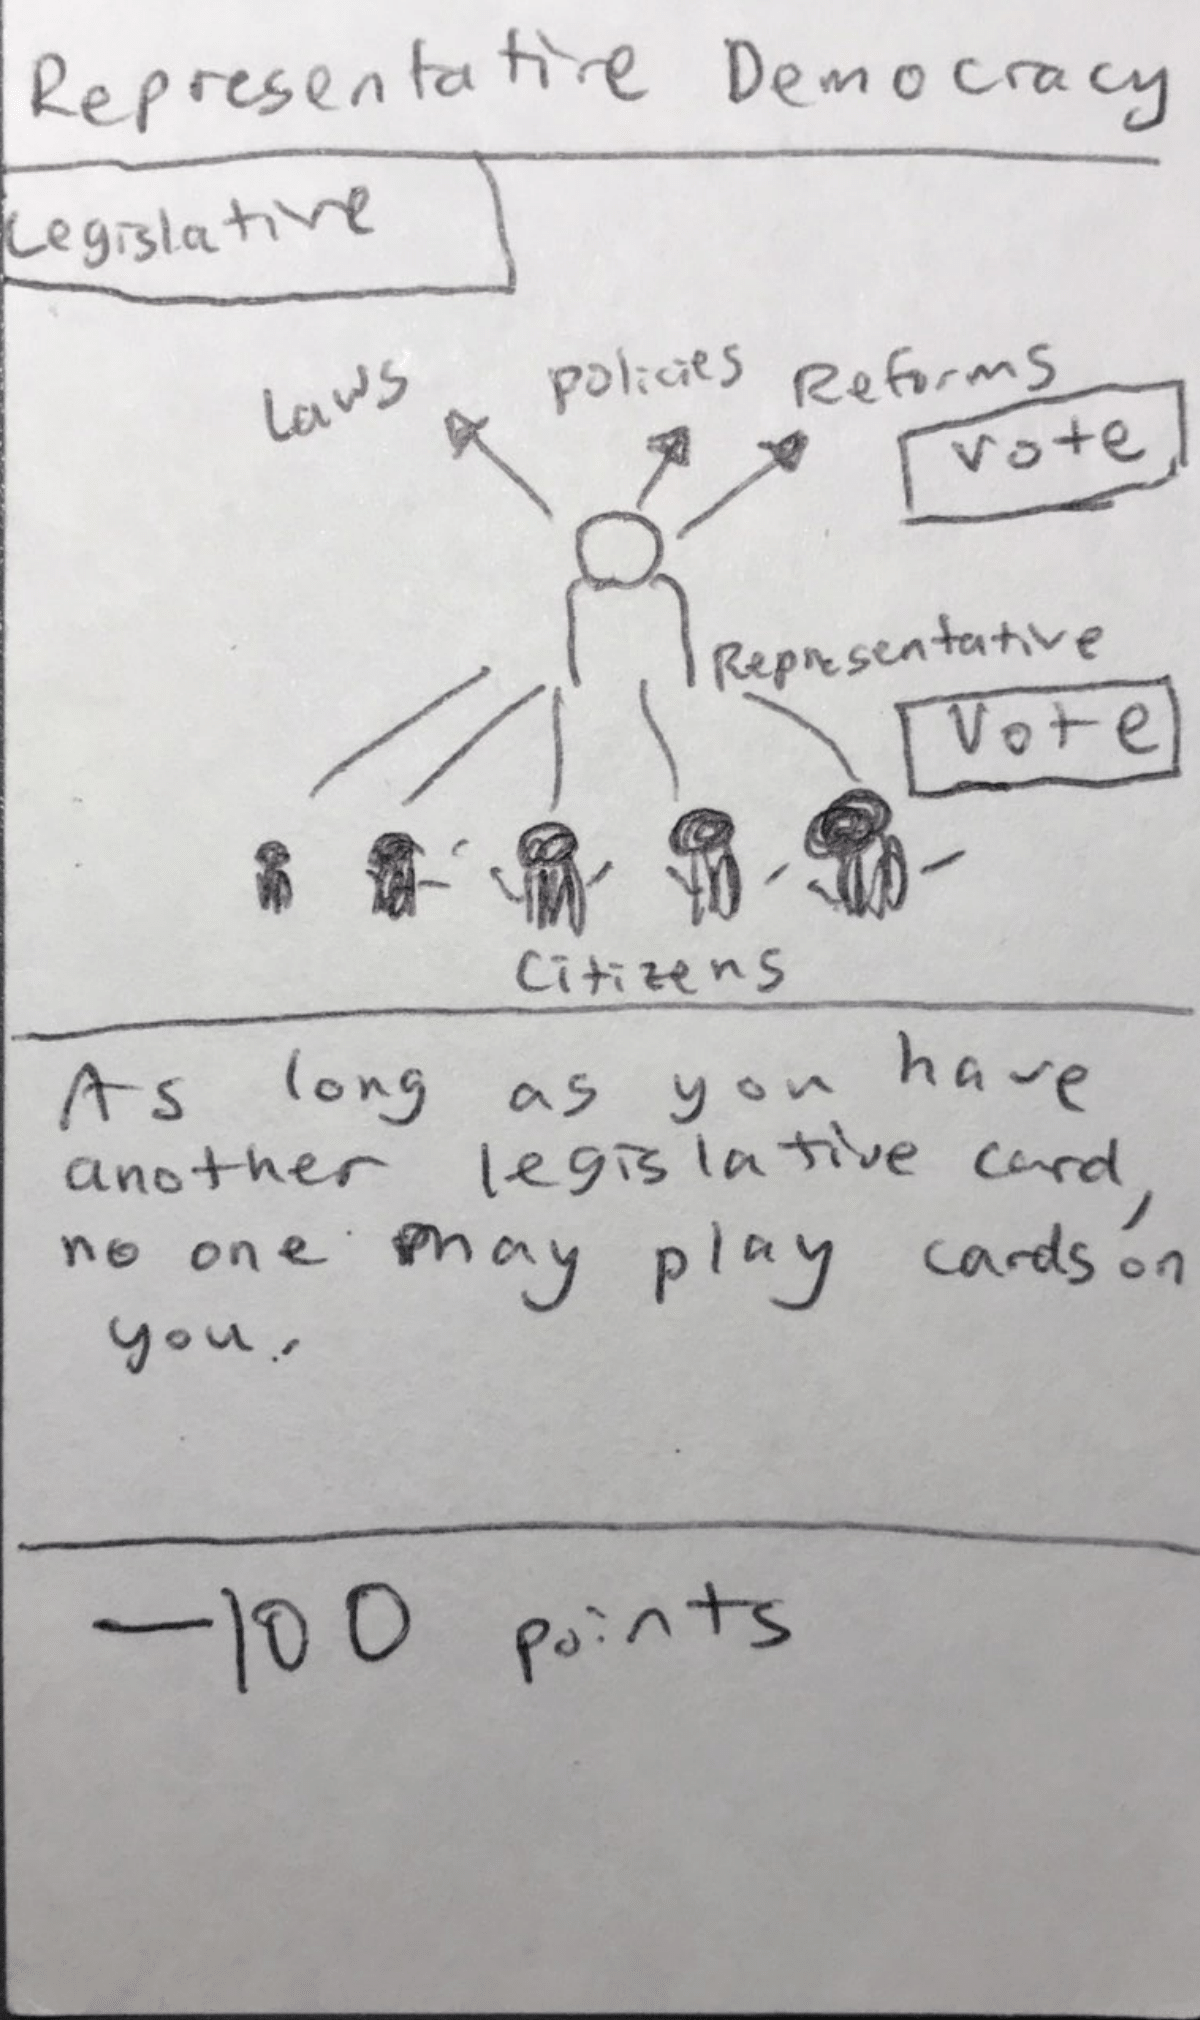 Representative Democracy
Legislative
Laws policies Reforms
vote
Representative
Vote
Citizens
As long as you have
another legislative card,
no one may play cards on
you.
-100 points